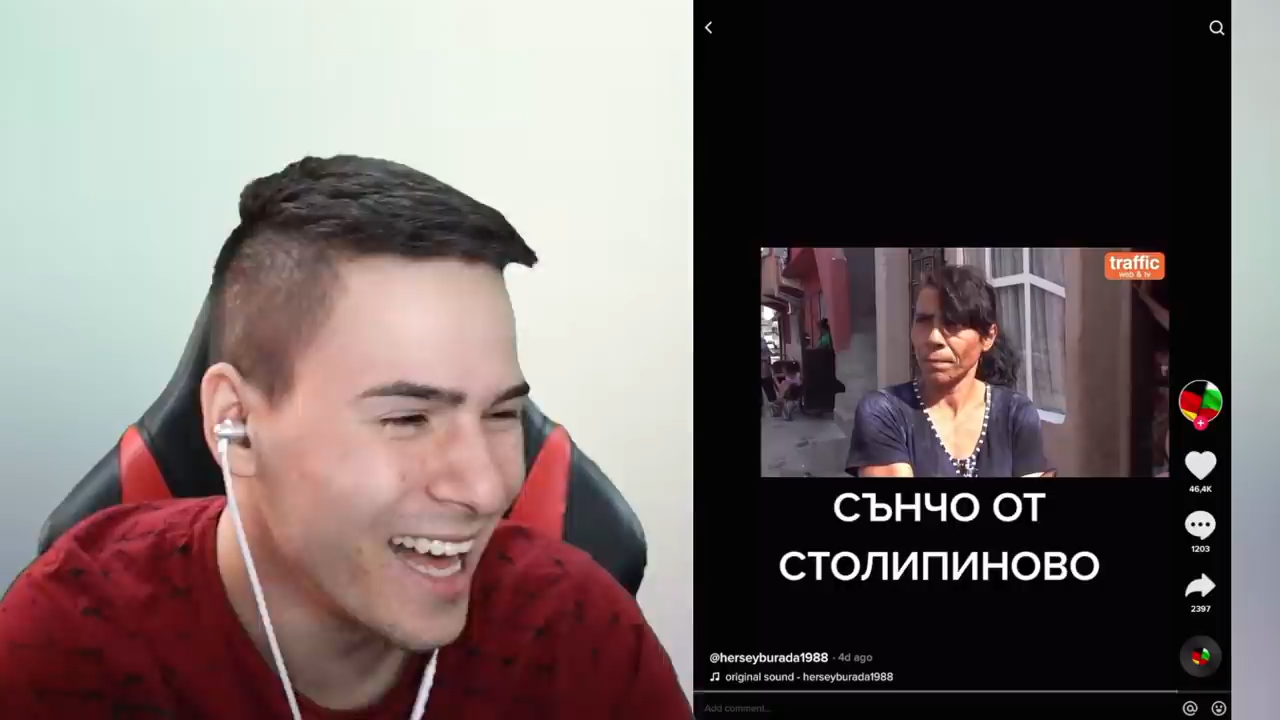 traffic
web & tv
СЪНЧО ОТ
СТОЛИПИНОВО
46,4K
1203
2397
@herseyburada1988 · 4d ago
original sound - herseyburada1988
Add comment...